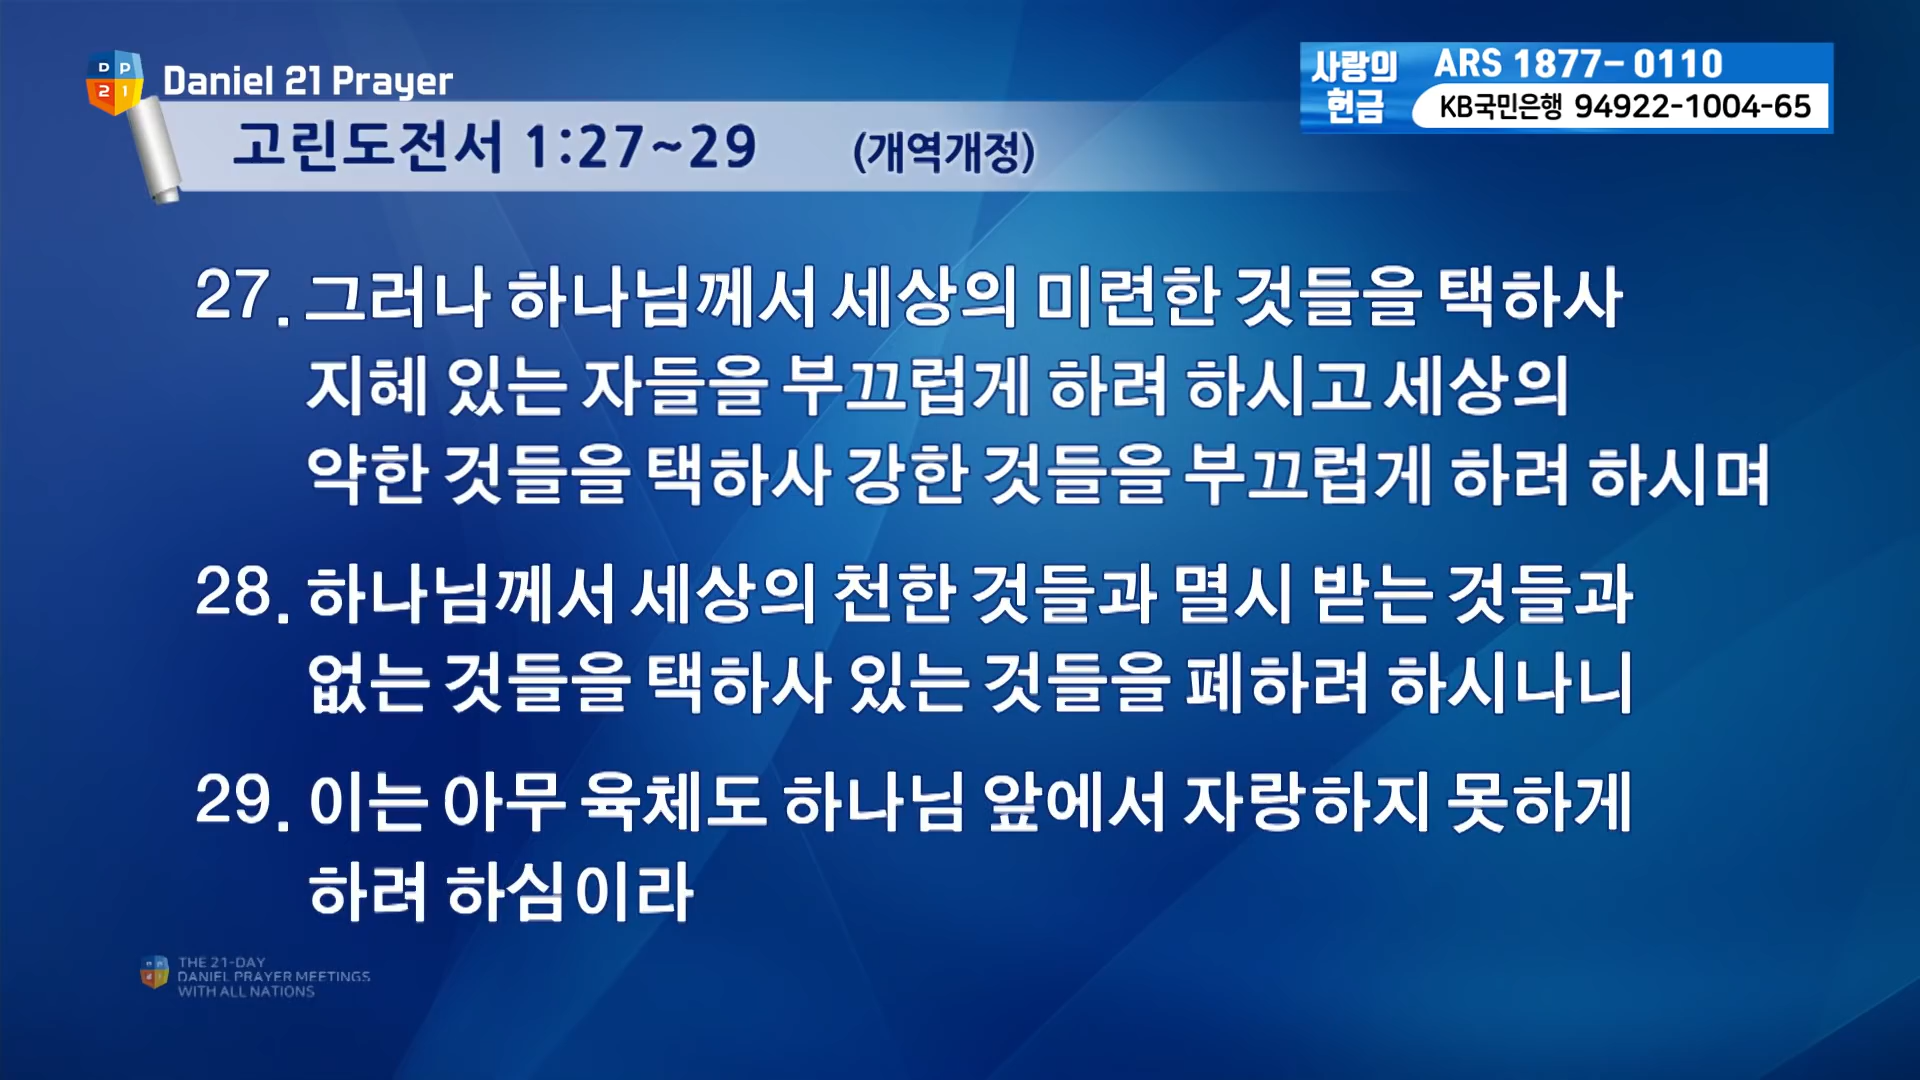 DP
21
Daniel 21 Prayer
사랑의
헌금
ARS 1877-0110
KB국민은행 94922-1004-65
고린도전서 1:27~29 (개역개정)
27. 그러나 하나님께서 세상의 미련한 것들을 택하사
지혜 있는 자들을 부끄럽게 하려 하시고 세상의
약한 것들을 택하사 강한 것들을 부끄럽게 하려 하시며
28. 하나님께서 세상의 천한 것들과 멸시 받는 것들과
없는 것들을 택하사 있는 것들을 폐하려 하시나니
29. 이는 아무 육체도 하나님 앞에서 자랑하지 못하게
하려 하심이라
THE 21-DAY
DANIEL PRAYER MEETINGS
WITH ALL NATIONS